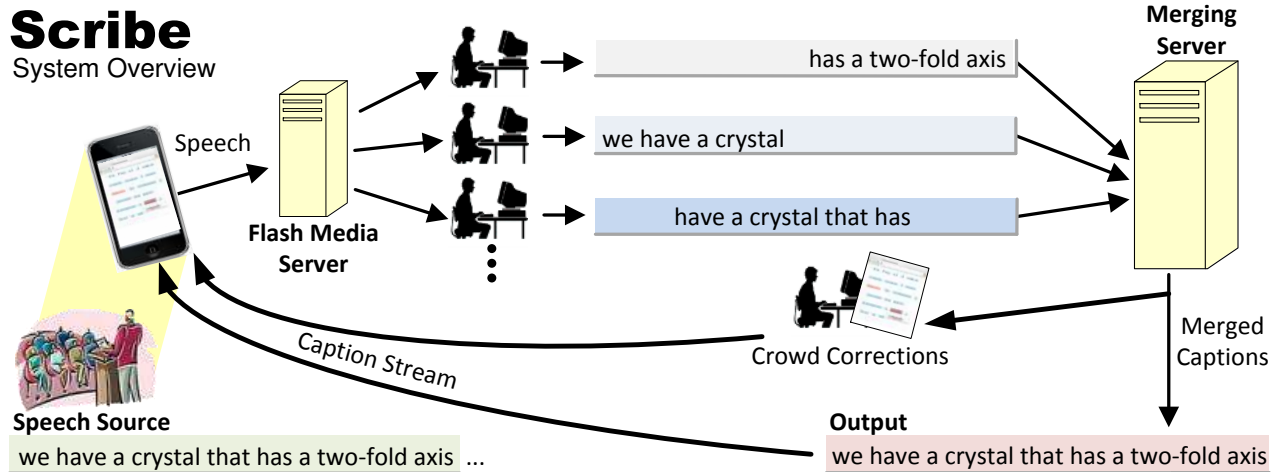 Scribe
System Overview
Speech
Flash Media
Server
has a two-fold axis
we have a crystal
have a crystal that has
Merging
Server
Crowd Corrections
Merged
Captions
Caption Stream
Speech Source
we have a crystal that has a two-fold axis ...
Output
we have a crystal that has a two-fold axis